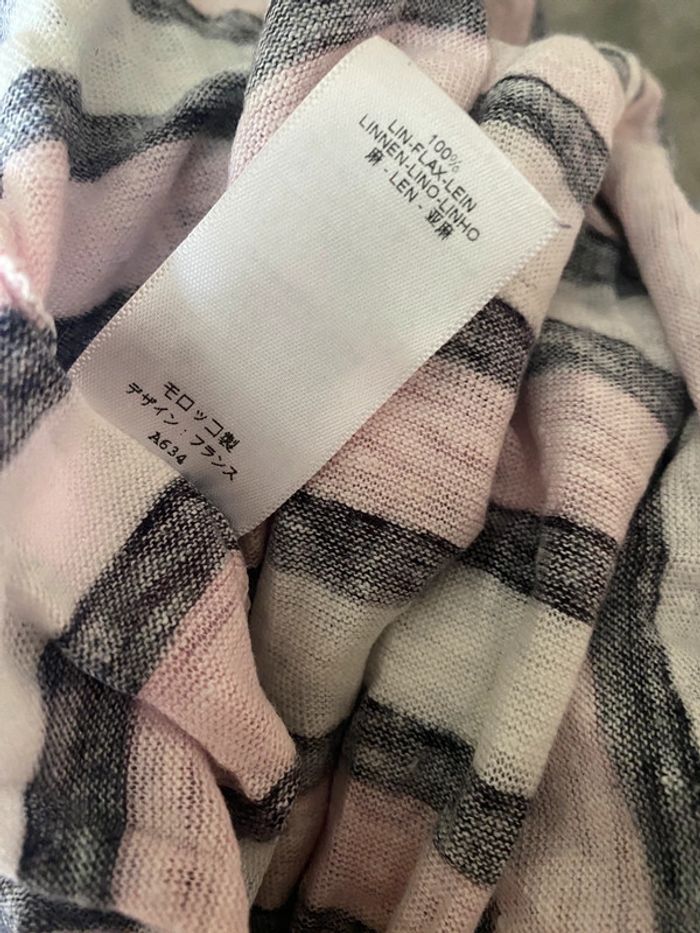 100%
LIN-FLAX-LEIN
LINNEN-LINO-LINHO
麻 - LEN - 亚麻
モロッコ製
デザイン：フランス
A634